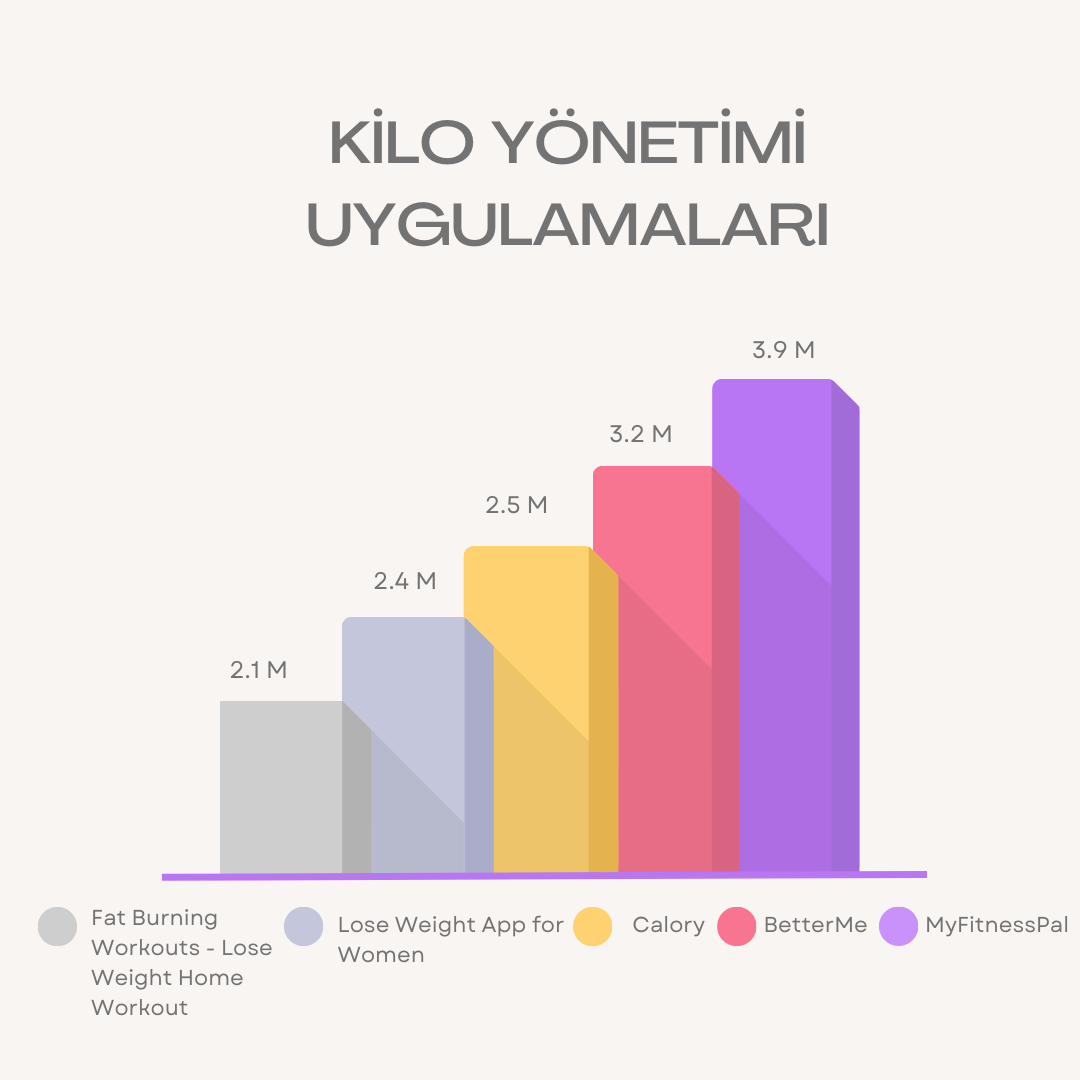 KİLO YÖNETİMİ
UYGULAMALARI
3.9 M
3.2 M
2.5 M
2.4 M
2.1 M
Fat Burning
Workouts - Lose
Weight Home
Workout
Lose Weight App for
Women
Calory
BetterMe
MyFitnessPal